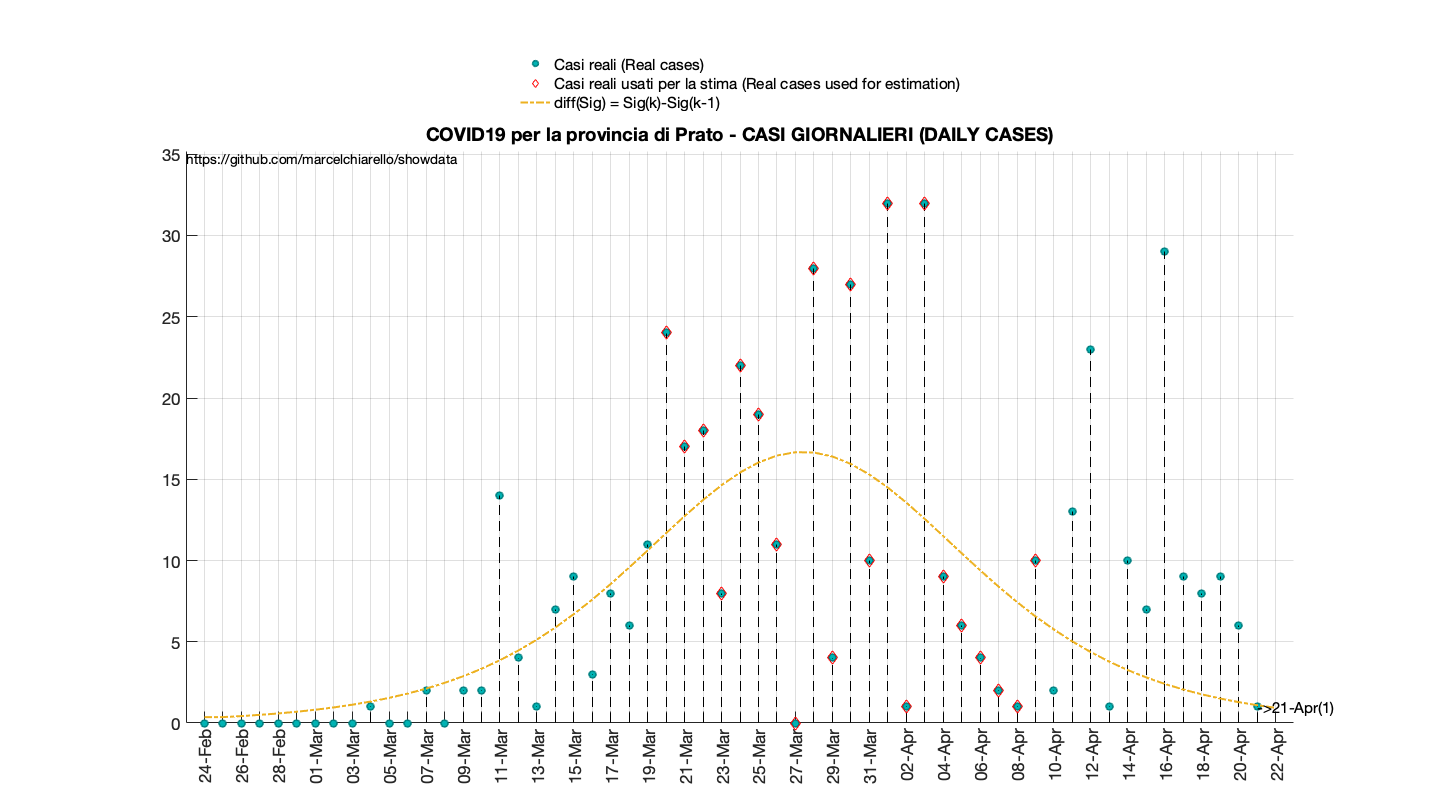 Casi reali (Real cases)
Casi reali usati per la stima (Real cases used for estimation)
diff(Sig) = Sig(k)-Sig(k-1)
COVID19 per la provincia di Prato - CASI GIORNALIERI (DAILY CASES)
https://github.com/marcelchiarello/showdata
35
30
25
20
15
10
5
0
->21-Apr(1)
24-Feb
26-Feb
28-Feb
01-Mar
03-Mar
05-Mar
07-Mar
09-Mar
11-Mar
13-Mar
15-Mar
17-Mar
19-Mar
21-Mar
23-Mar
25-Mar
27-Mar
29-Mar
31-Mar
02-Apr
04-Apr
06-Apr
08-Apr
10-Apr
12-Apr
14-Apr
16-Apr
18-Apr
20-Apr
22-Apr